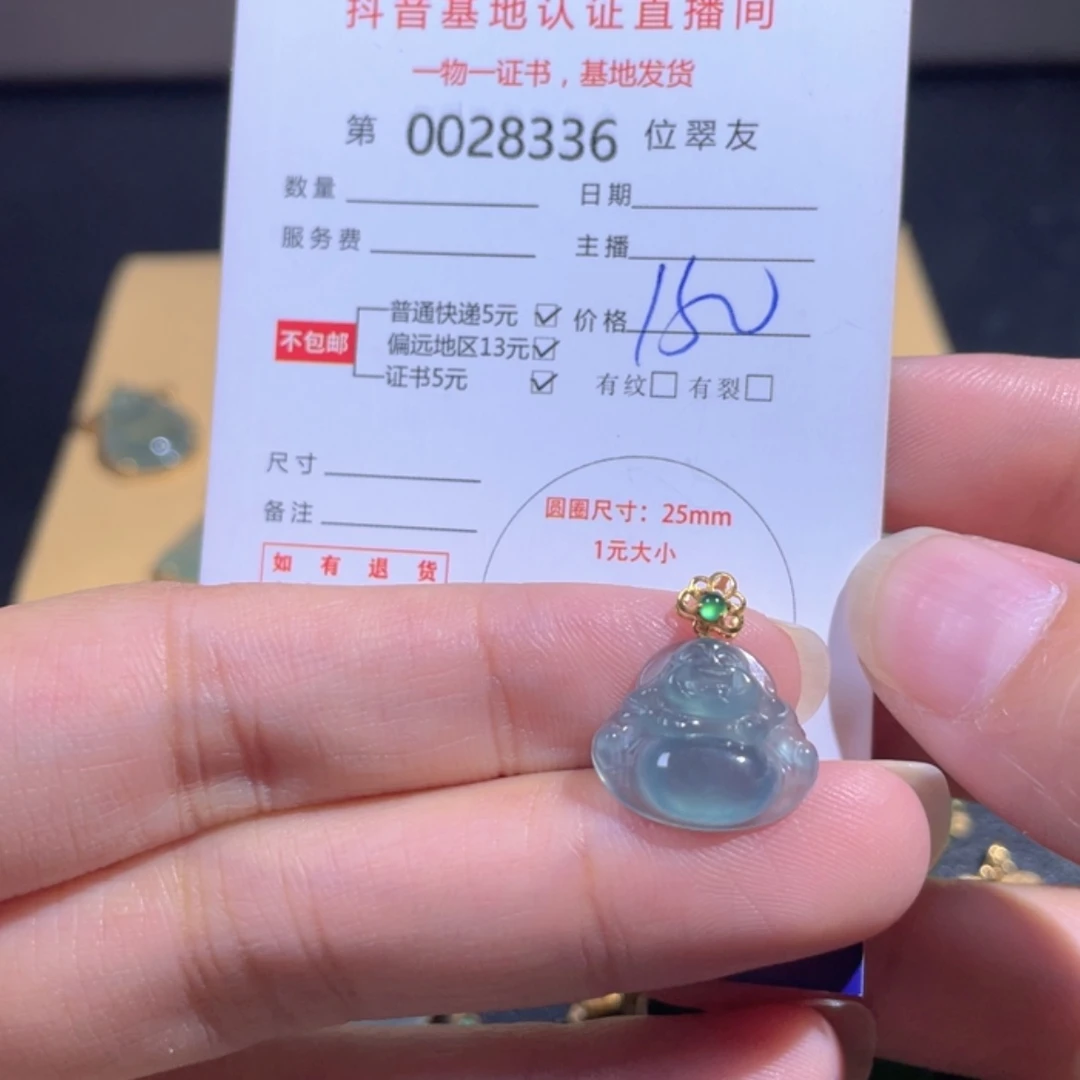 抖音基地认证直播间
一物一证书，基地发货
第 0028336 位翠友
数量 日期
服务费 主播
不包邮 普通快递5元 ☑ 价格 180
偏远地区13元 ☑
证书5元 ☑ 有纹□ 有裂□
尺寸
备注
圆圈尺寸：25mm
1元大小
如有退货